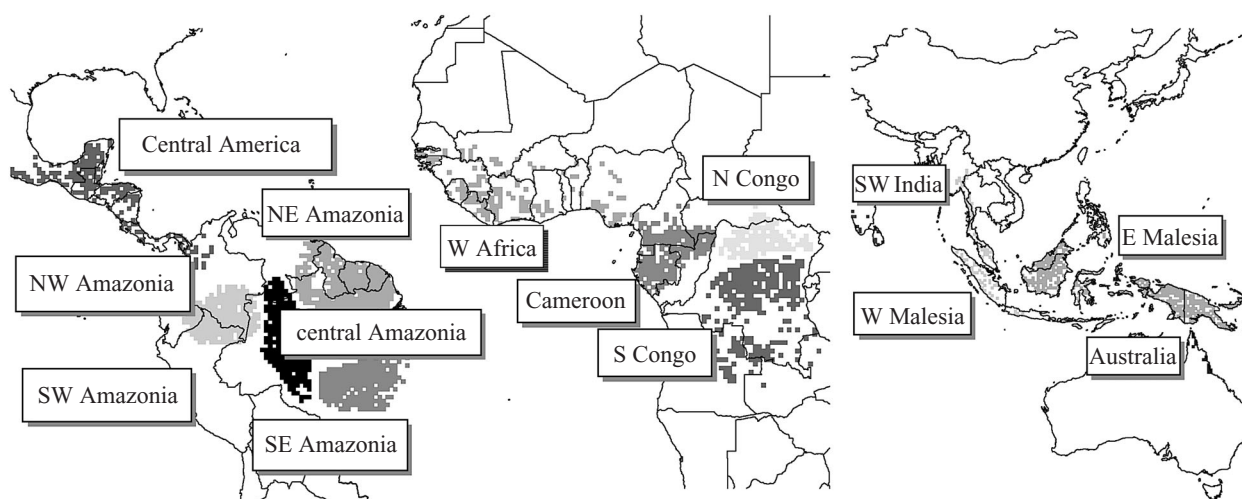 Central America
NE Amazonia
NW Amazonia
central Amazonia
SW Amazonia
SE Amazonia
N Congo
W Africa
Cameroon
S Congo
SW India
E Malesia
W Malesia
Australia